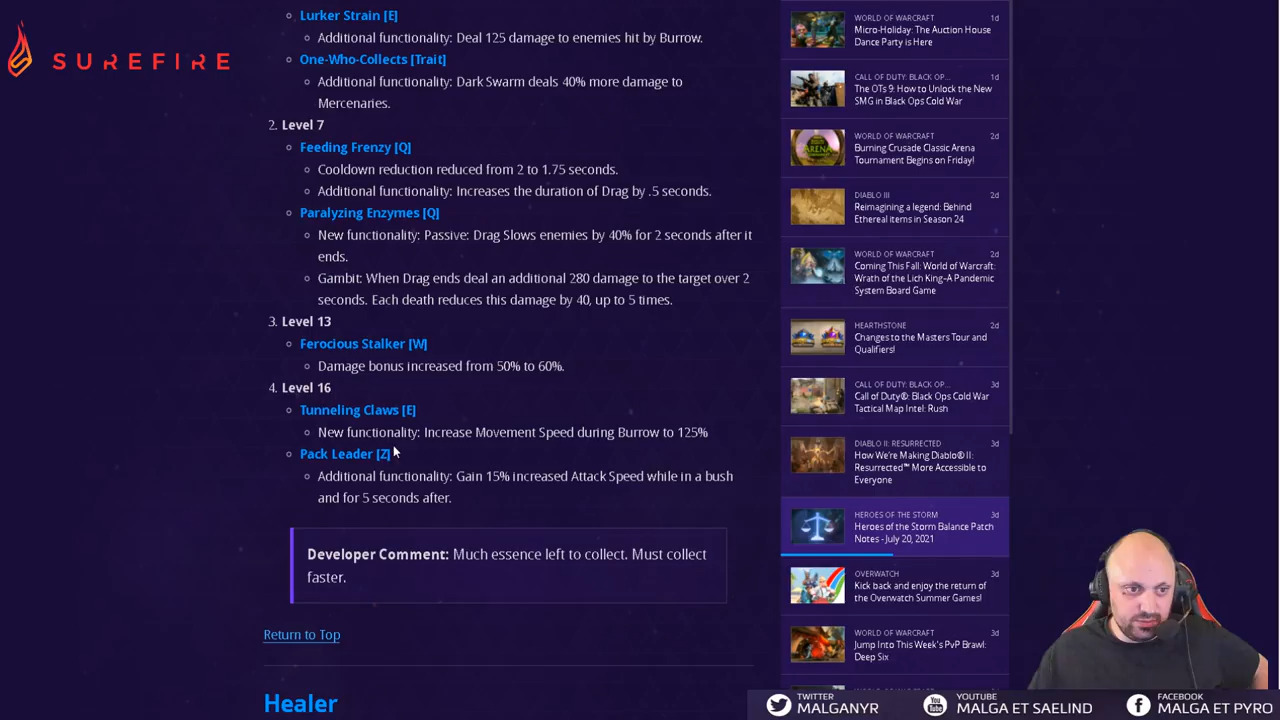 SUREFIRE
Lurker Strain [E]
Additional functionality: Deal 125 damage to enemies hit by Burrow.
One-Who-Collects [Trait]
Additional functionality: Dark Swarm deals 40% more damage to
Mercenaries.
2. Level 7
Feeding Frenzy [Q]
Cooldown reduction reduced from 2 to 1.75 seconds.
Additional functionality: Increases the duration of Drag by .5 seconds.
Paralyzing Enzymes [Q]
New functionality: Passive: Drag Slows enemies by 40% for 2 seconds after it
ends.
Gambit: When Drag ends deal an additional 280 damage to the target over 2
seconds. Each death reduces this damage by 40, up to 5 times.
3. Level 13
Ferocious Stalker [W]
Damage bonus increased from 50% to 60%.
4. Level 16
Tunneling Claws [E]
New functionality: Increase Movement Speed during Burrow to 125%
Pack Leader [Z]
Additional functionality: Gain 15% increased Attack Speed while in a bush
and for 5 seconds after.
Developer Comment: Much essence left to collect. Must collect
faster.
Return to Top
Healer
WORLD OF WARCRAFT 1d
Micro-Holiday: The Auction House
Dance Party is Here
CALL OF DUTY: BLACK OP... 1d
The OTs 9: How to Unlock the New
SMG in Black Ops Cold War
WORLD OF WARCRAFT 2d
Burning Crusade Classic Arena
Tournament Begins on Friday!
DIABLO III 2d
Reimagining a legend: Behind
Ethereal items in Season 24
WORLD OF WARCRAFT 2d
Coming This Fall: World of Warcraft:
Wrath of the Lich King–A Pandemic
System Board Game
HEARTHSTONE 2d
Changes to the Masters Tour and
Qualifiers!
CALL OF DUTY: BLACK OP... 3d
Call of Duty®: Black Ops Cold War
Tactical Map Intel: Rush
DIABLO II: RESURRECTED 3d
How We're Making Diablo® II:
Resurrected™ More Accessible to
Everyone
HEROES OF THE STORM 3d
Heroes of the Storm Balance Patch
Notes - July 20, 2021
OVERWATCH 3d
Kick back and enjoy the return of
the Overwatch Summer Games!
WORLD OF WARCRAFT 3d
Jump Into This Week's PvP Brawl:
Deep Six
TWITTER
MALGANYR
YOUTUBE
MALGA ET SAELIND
FACEBOOK
MALGA ET PYRO